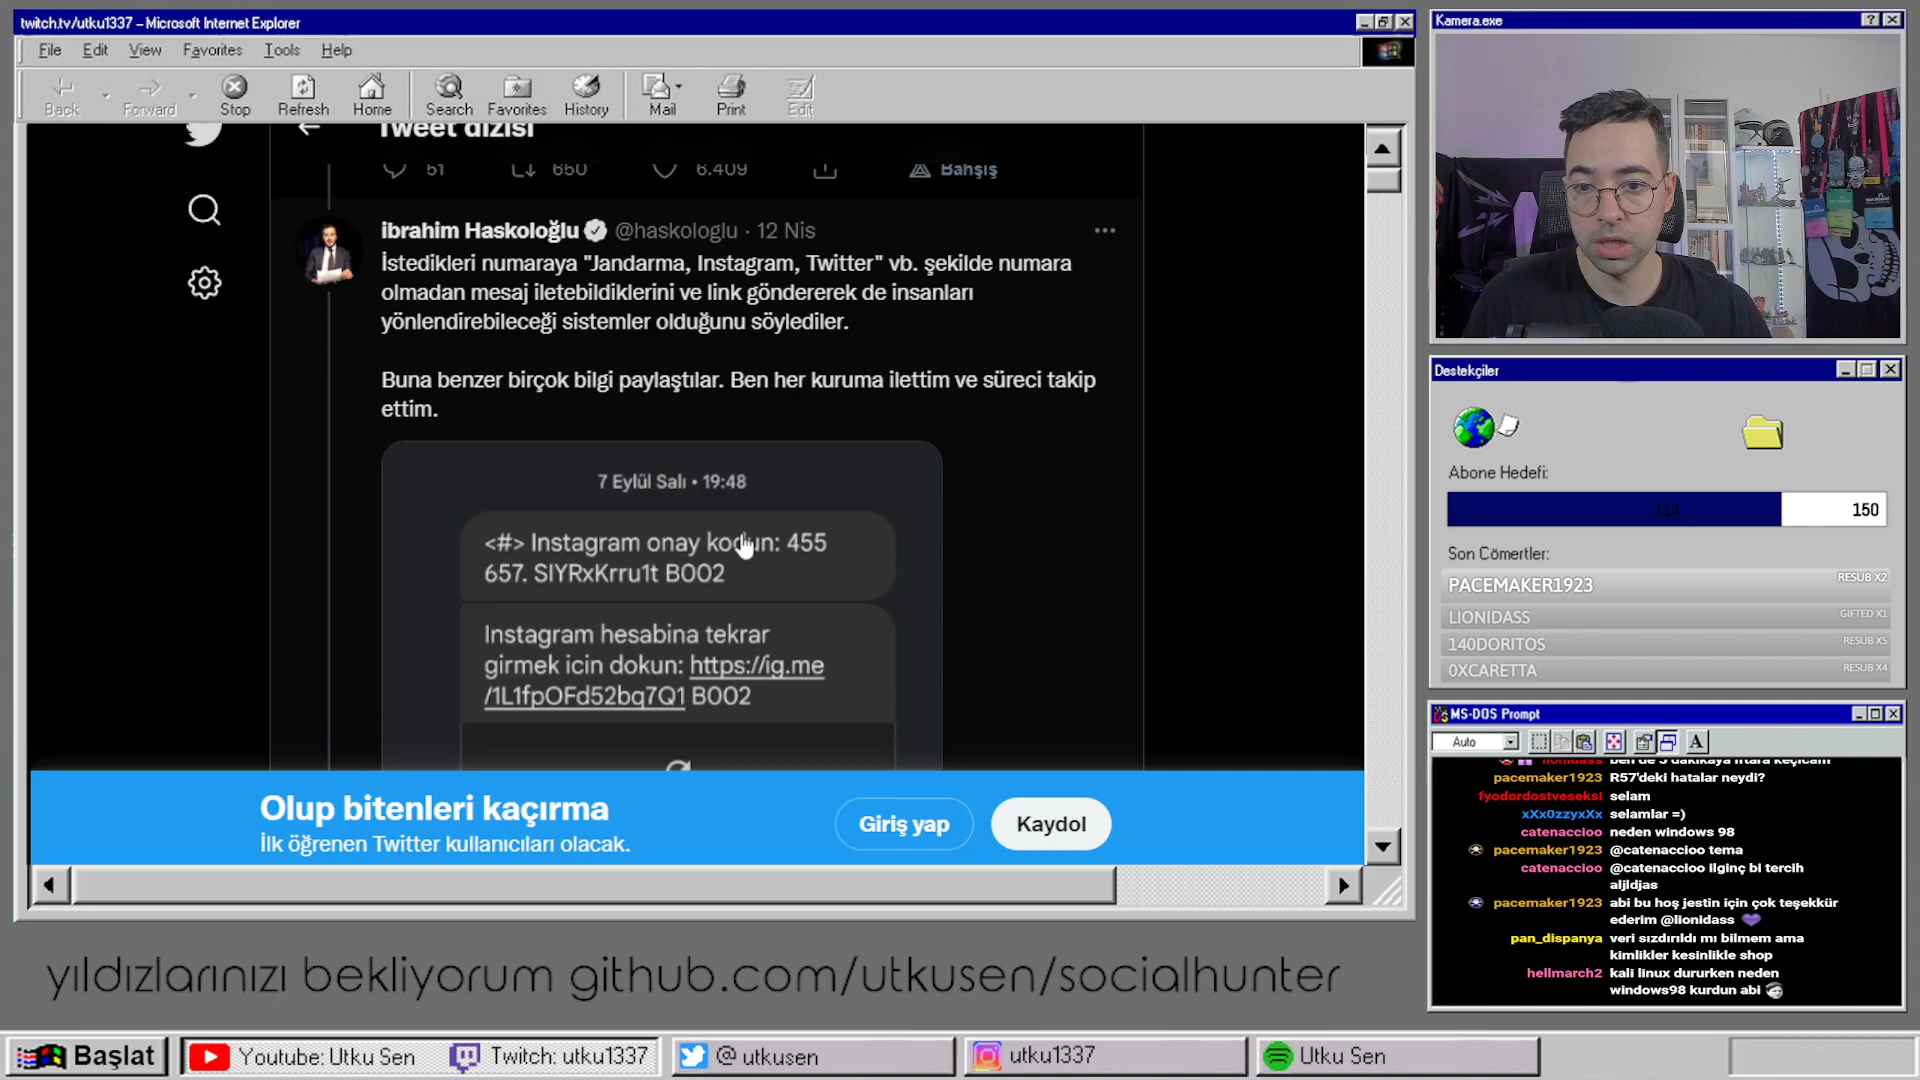 twitch.tv/utku1337 – Microsoft Internet Explorer
File Edit View Favorites Tools Help
Back Forward Stop Refresh Home Search Favorites History Mail Print Edit
Tweet dizisi
51 650 6.409 Bahşiş
ibrahim Haskoloğlu @haskologlu · 12 Nis
İstedikleri numaraya "Jandarma, Instagram, Twitter" vb. şekilde numara
olmadan mesaj iletebildiklerini ve link göndererek de insanları
yönlendirebileceği sistemler olduğunu söylediler.
Buna benzer birçok bilgi paylaştılar. Ben her kuruma ilettim ve süreci takip
ettim.
7 Eylül Salı • 19:48
<#> Instagram onay kodun: 455
657. SIYRxKrru1t B002
Instagram hesabina tekrar
girmek icin dokun: https://ig.me
/1L1fpOFd52bq7Q1 B002
Olup bitenleri kaçırma
İlk öğrenen Twitter kullanıcıları olacak.
Giriş yap
Kaydol
yıldızlarınızı bekliyorum github.com/utkusen/socialhunter
Başlat
Youtube: Utku Sen
Twitch: utku1337
@utkusen
utku1337
Utku Sen
Kamera.exe
Destekçiler
Abone Hedefi:
114 150
Son Cömertler:
PACEMAKER1923 RESUB X2
LIONIDASS GIFTED X1
140DORITOS RESUB X5
0XCARETTA RESUB X4
MS-DOS Prompt
Auto
A
lionidass ben de 5 dakikaya iftara keçicam
pacemaker1923 R57'deki hatalar neydi?
fyodordostveseksI selam
xXx0zzyxXx selamlar =)
catenaccioo neden windows 98
pacemaker1923 @catenaccioo tema
catenaccioo @catenaccioo ilginç bi tercih
aljldjas
pacemaker1923 abi bu hoş jestin için çok teşekkür
ederim @lionidass
pan_dispanya veri sızdırıldı mı bilmem ama
kimlikler kesinlikle shop
hellmarch2 kali linux dururken neden
windows98 kurdun abi